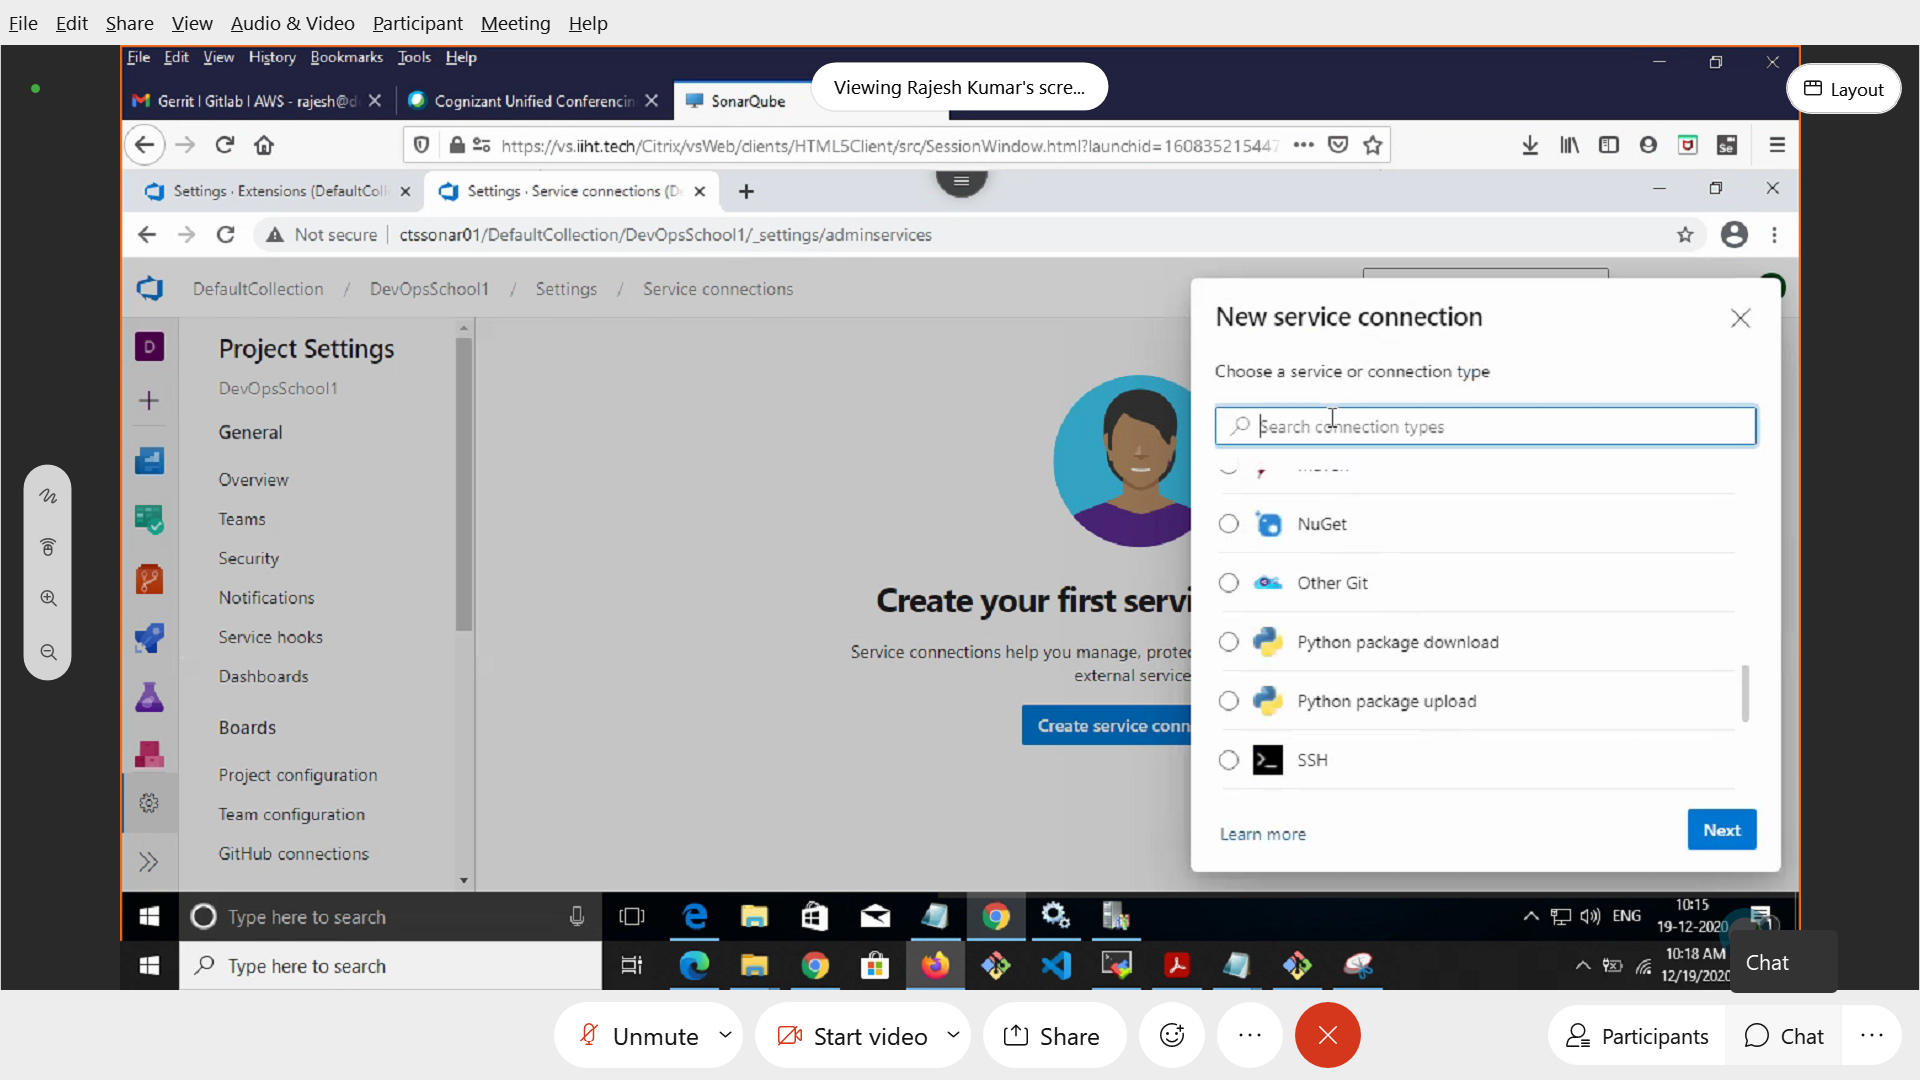 File Edit Share View Audio & Video Participant Meeting Help
File Edit View History Bookmarks Tools Help
Viewing Rajesh Kumar's scre...
Layout
Gerrit | Gitlab | AWS - rajesh@d
Cognizant Unified Conferencin
SonarQube
https://vs.iiht.tech/Citrix/vsWeb/clients/HTML5Client/src/SessionWindow.html?launchid=160835215447
Settings · Extensions (DefaultColl
Settings · Service connections (D
Not secure
ctssonar01/DefaultCollection/DevOpsSchool1/_settings/adminservices
DefaultCollection / DevOpsSchool1 / Settings / Service connections
D
Project Settings
DevOpsSchool1
General
Overview
Teams
Security
Notifications
Service hooks
Dashboards
Boards
Project configuration
Team configuration
GitHub connections
Create your first servi
Service connections help you manage, protec
external service
Create service conn
New service connection
Choose a service or connection type
Search connection types
NuGet
Other Git
Python package download
Python package upload
SSH
Learn more
Next
Type here to search
ENG
10:15
19-12-2020
1
Type here to search
10:18 AM
12/19/2020
Chat
Unmute
Start video
Share
Participants
Chat